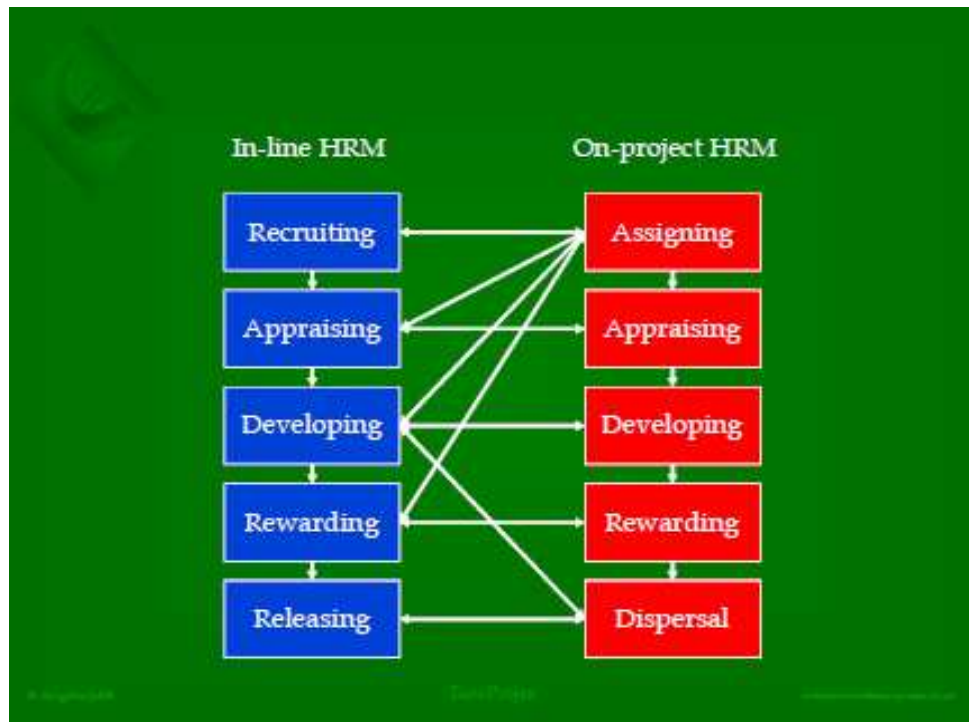 In-line HRM
On-project HRM
Recruiting
Assigning
Appraising
Appraising
Developing
Developing
Rewarding
Rewarding
Releasing
Dispersal